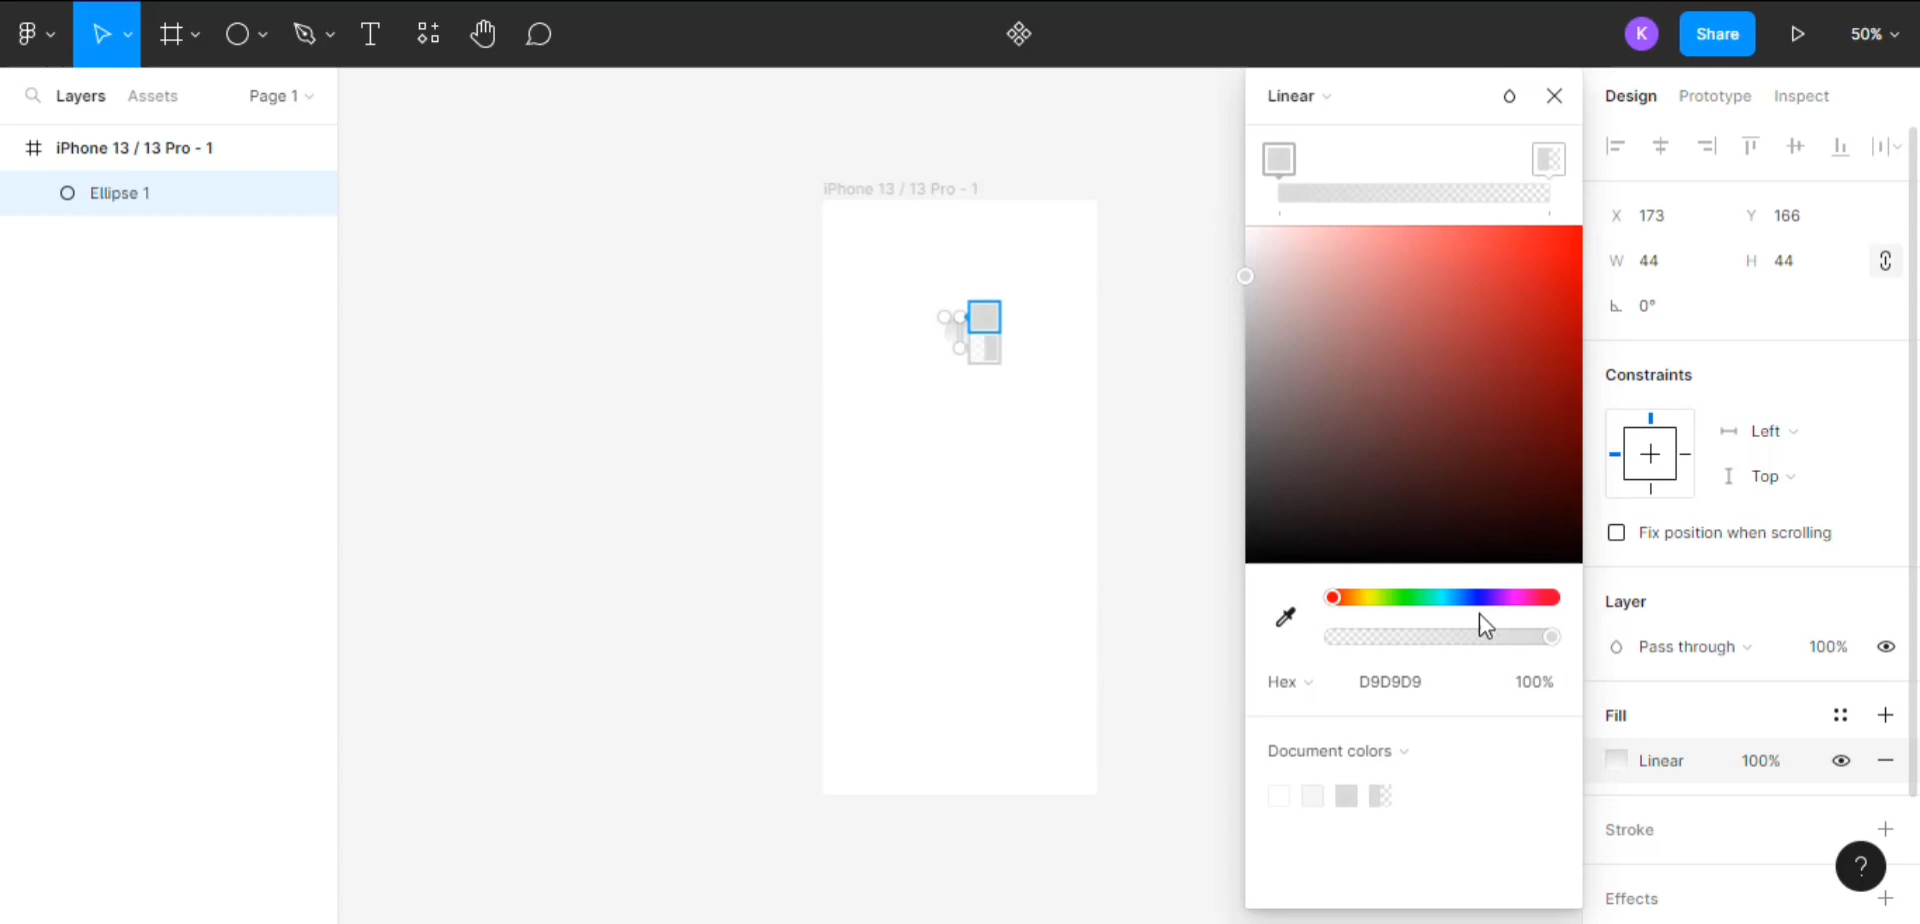 K
Share
50%
Layers
Assets
Page 1
iPhone 13 / 13 Pro - 1
Ellipse 1
iPhone 13 / 13 Pro - 1
Linear
Hex
D9D9D9
100%
Document colors
Design
Prototype
Inspect
X 173
Y 166
W 44
H 44
0°
Constraints
Left
Top
Fix position when scrolling
Layer
Pass through
100%
Fill
Linear
100%
Stroke
?
Effects